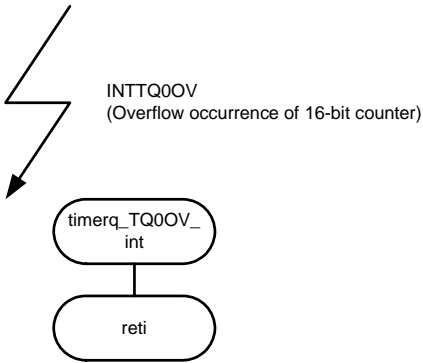 INTTQ0OV
(Overflow occurrence of 16-bit counter)
timerq_TQ0OV_
int
reti